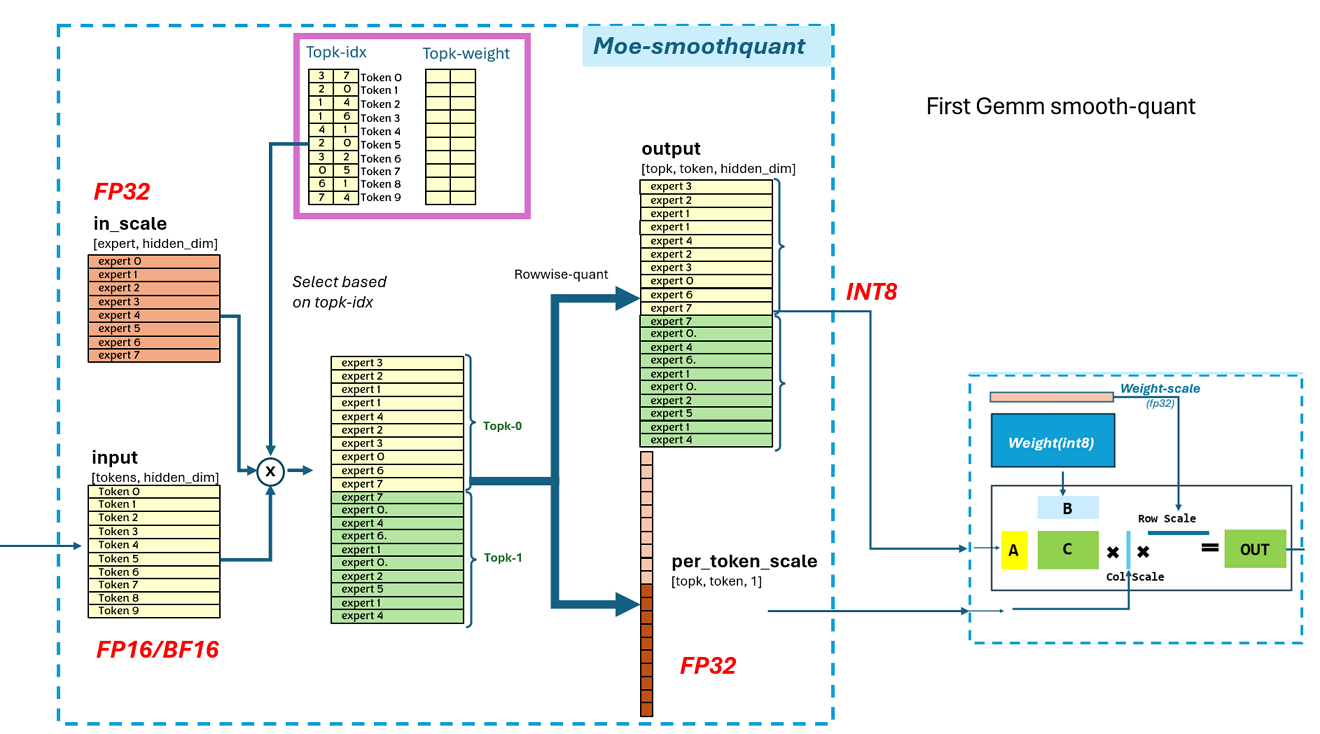 Moe-smoothquant
First Gemm smooth-quant
Topk-idx
Topk-weight
3 7 Token 0
2 0 Token 1
1 4 Token 2
1 6 Token 3
4 1 Token 4
2 0 Token 5
3 2 Token 6
0 5 Token 7
6 1 Token 8
7 4 Token 9
FP32
in_scale
[expert, hidden_dim]
expert 0
expert 1
expert 2
expert 3
expert 4
expert 5
expert 6
expert 7
Select based
on topk-idx
input
[tokens, hidden_dim]
Token 0
Token 1
Token 2
Token 3
Token 4
Token 5
Token 6
Token 7
Token 8
Token 9
FP16/BF16
X
expert 3
expert 2
expert 1
expert 1
expert 4
expert 2
expert 3
expert 0
expert 6
expert 7
expert 7
expert 0.
expert 4
expert 6.
expert 1
expert 0.
expert 2
expert 5
expert 1
expert 4
Topk-0
Topk-1
Rowwise-quant
output
[topk, token, hidden_dim]
expert 3
expert 2
expert 1
expert 1
expert 4
expert 2
expert 3
expert 0
expert 6
expert 7
expert 7
expert 0.
expert 4
expert 6.
expert 1
expert 0.
expert 2
expert 5
expert 1
expert 4
INT8
per_token_scale
[topk, token, 1]
FP32
Weight-scale
(fp32)
Weight(int8)
B
Row Scale
A
C
×
×
=
OUT
Col Scale